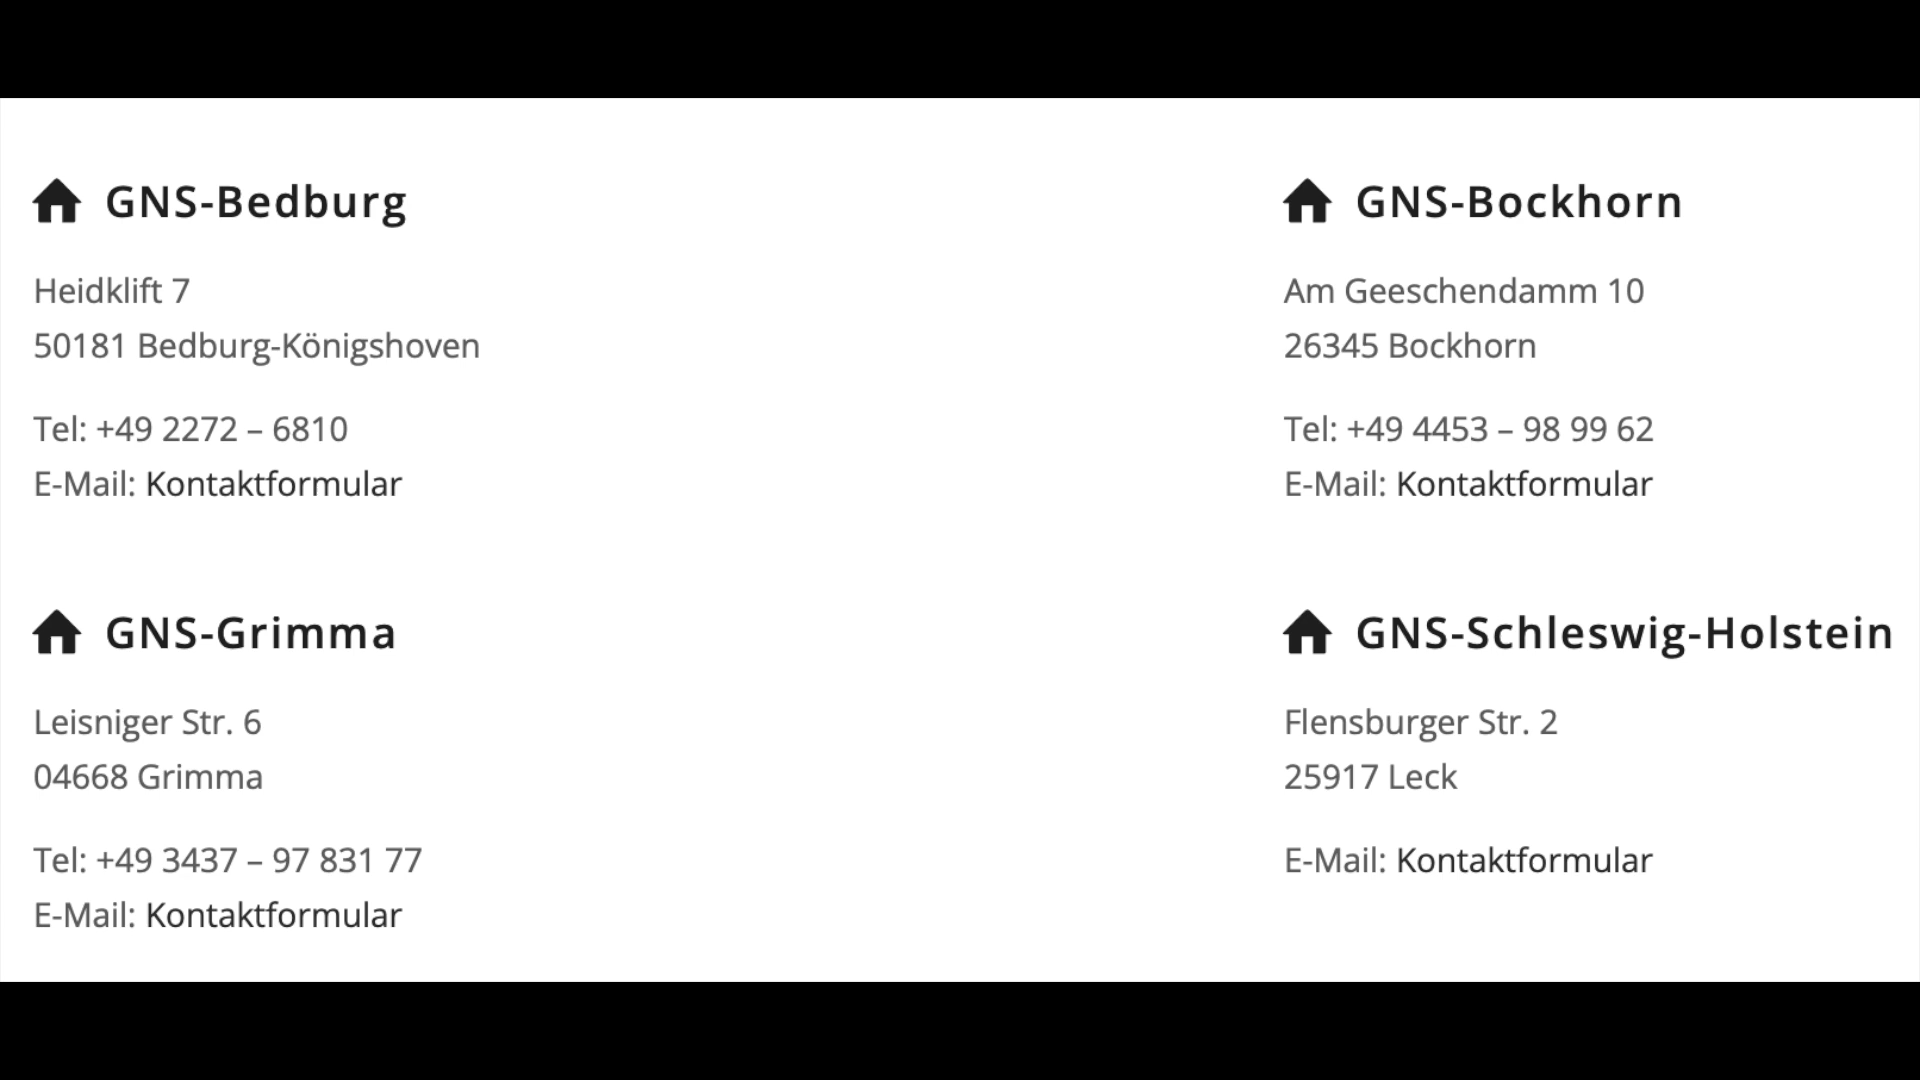 GNS-Bedburg
Heidklift 7
50181 Bedburg-Königshoven
Tel: +49 2272 – 6810
E-Mail: Kontaktformular
GNS-Bockhorn
Am Geeschendamm 10
26345 Bockhorn
Tel: +49 4453 – 98 99 62
E-Mail: Kontaktformular
GNS-Grimma
Leisniger Str. 6
04668 Grimma
Tel: +49 3437 – 97 831 77
E-Mail: Kontaktformular
GNS-Schleswig-Holstein
Flensburger Str. 2
25917 Leck
E-Mail: Kontaktformular